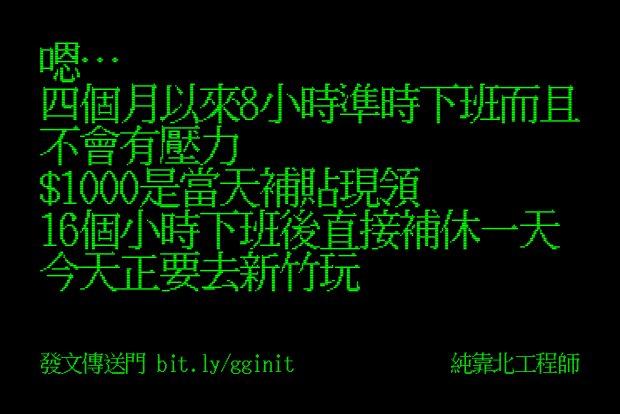 嗯…
四個月以來8小時準時下班而且
不會有壓力
$1000是當天補貼現領
16個小時下班後直接補休一天
今天正要去新竹玩
發文傳送門 bit.ly/gginit
純靠北工程師